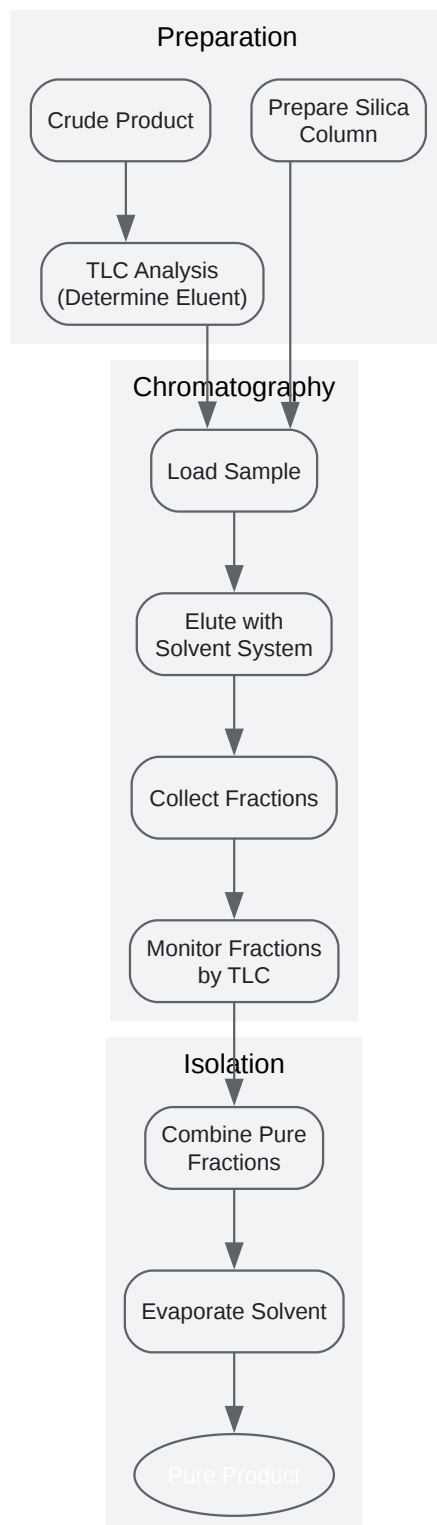 Preparation
Crude Product
Prepare Silica
Column
TLC Analysis
(Determine Eluent)
Chromatography
Load Sample
Elute with
Solvent System
Collect Fractions
Monitor Fractions
by TLC
Isolation
Combine Pure
Fractions
Evaporate Solvent
Pure Product